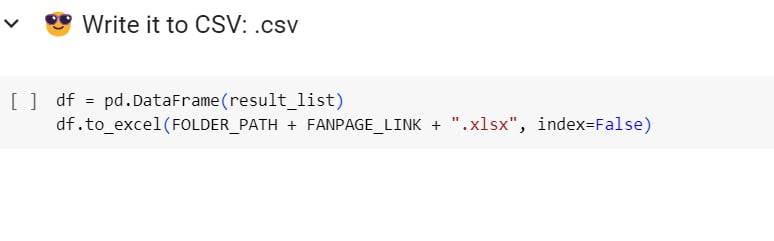 😎 Write it to CSV: .csv
[ ] df = pd.DataFrame(result_list)
df.to_excel(FOLDER_PATH + FANPAGE_LINK + ".xlsx", index=False)